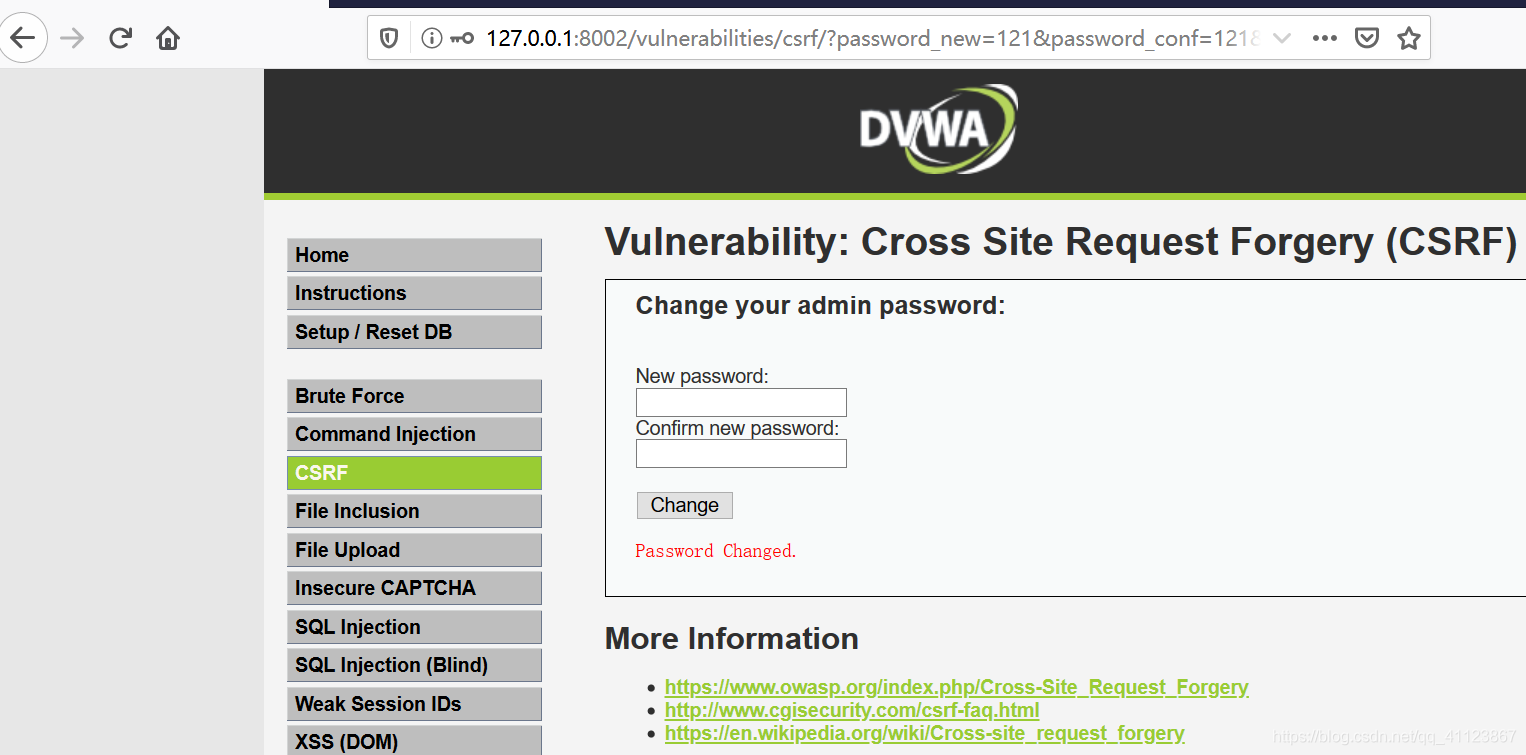 127.0.0.1:8002/vulnerabilities/csrf/?password_new=121&password_conf=121&
DVWA
Vulnerability: Cross Site Request Forgery (CSRF)
Home
Instructions
Setup / Reset DB
Brute Force
Command Injection
CSRF
File Inclusion
File Upload
Insecure CAPTCHA
SQL Injection
SQL Injection (Blind)
Weak Session IDs
XSS (DOM)
Change your admin password:
New password:
Confirm new password:
Change
Password Changed.
More Information
https://www.owasp.org/index.php/Cross-Site_Request_Forgery
http://www.cgisecurity.com/csrf-faq.html
https://en.wikipedia.org/wiki/Cross-site_request_forgery
https://blog.csdn.net/qq_41123867